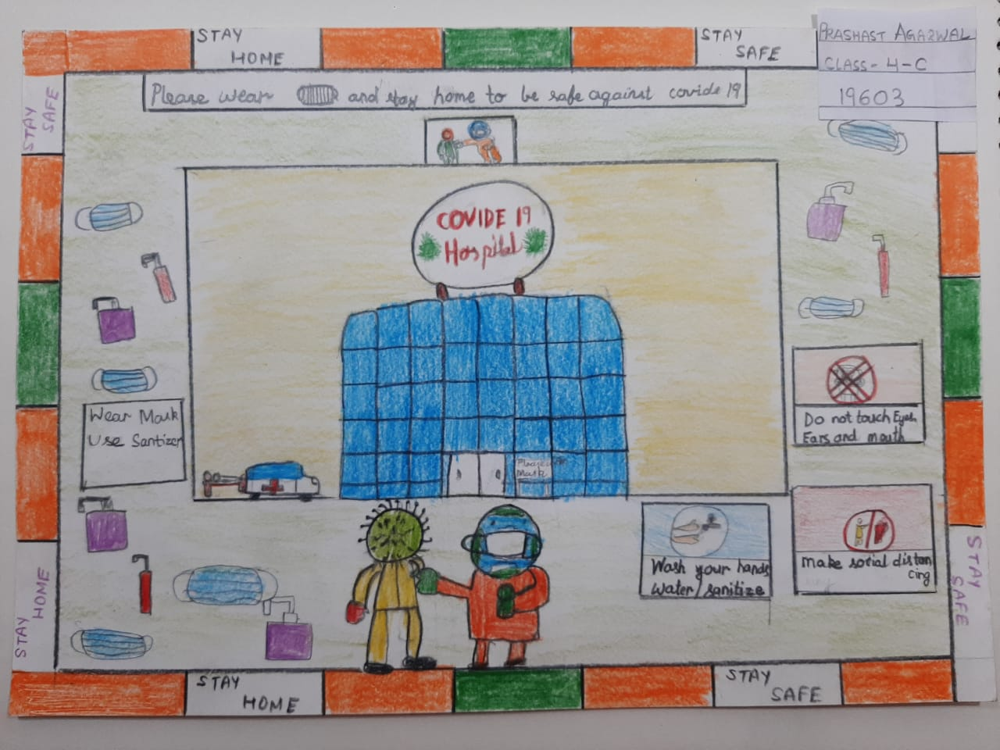 STAY
HOME
STAY
SAFE
PRASHAST AGARWAL
CLASS- 4-C
19603
STAY
SAFE
Please wear and stay home to be safe against covide 19
COVIDE 19
Hospital
Wear Mask
Use Santizer
Do not touch Eyes
Ears and mouth
Please
Mask
Wash your hands
Water/sanitize
make social distan
cing
STAY
HOME
STAY
SAFE
STAY
HOME
STAY
SAFE